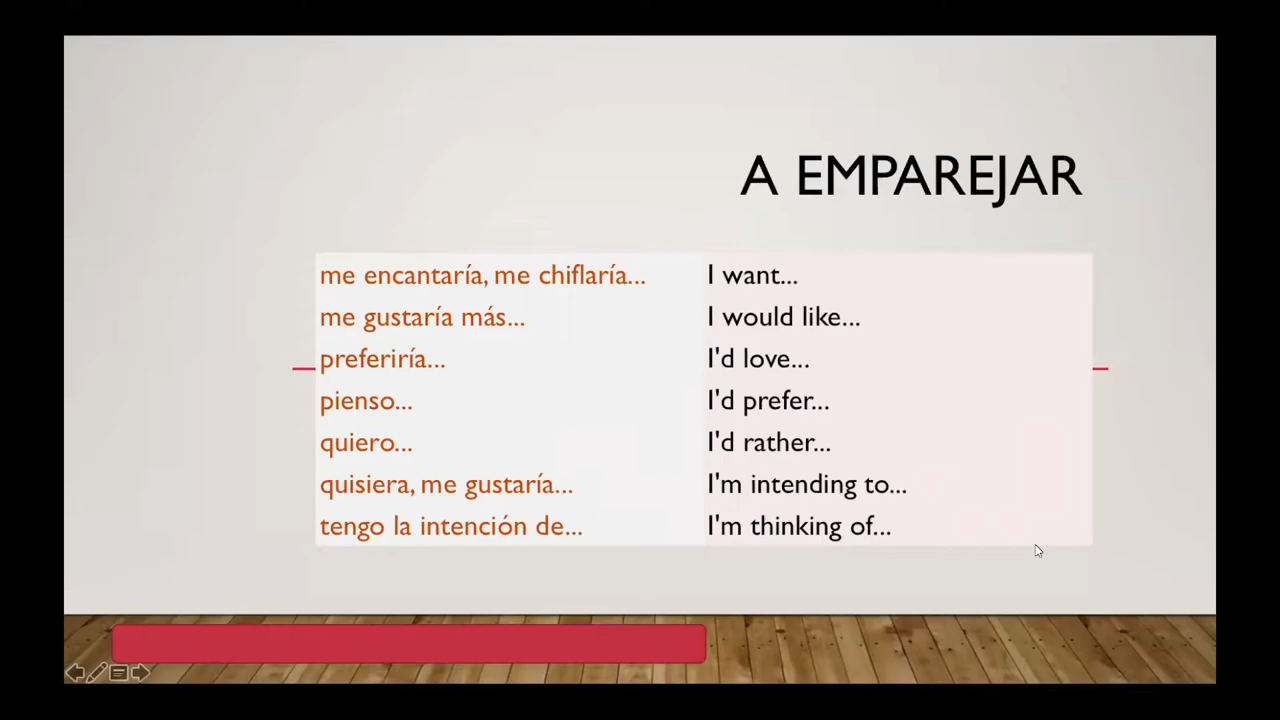 A EMPAREJAR
me encantaría, me chiflaría... I want...
me gustaría más... I would like...
preferiría... I'd love...
pienso... I'd prefer...
quiero... I'd rather...
quisiera, me gustaría... I'm intending to...
tengo la intención de... I'm thinking of...